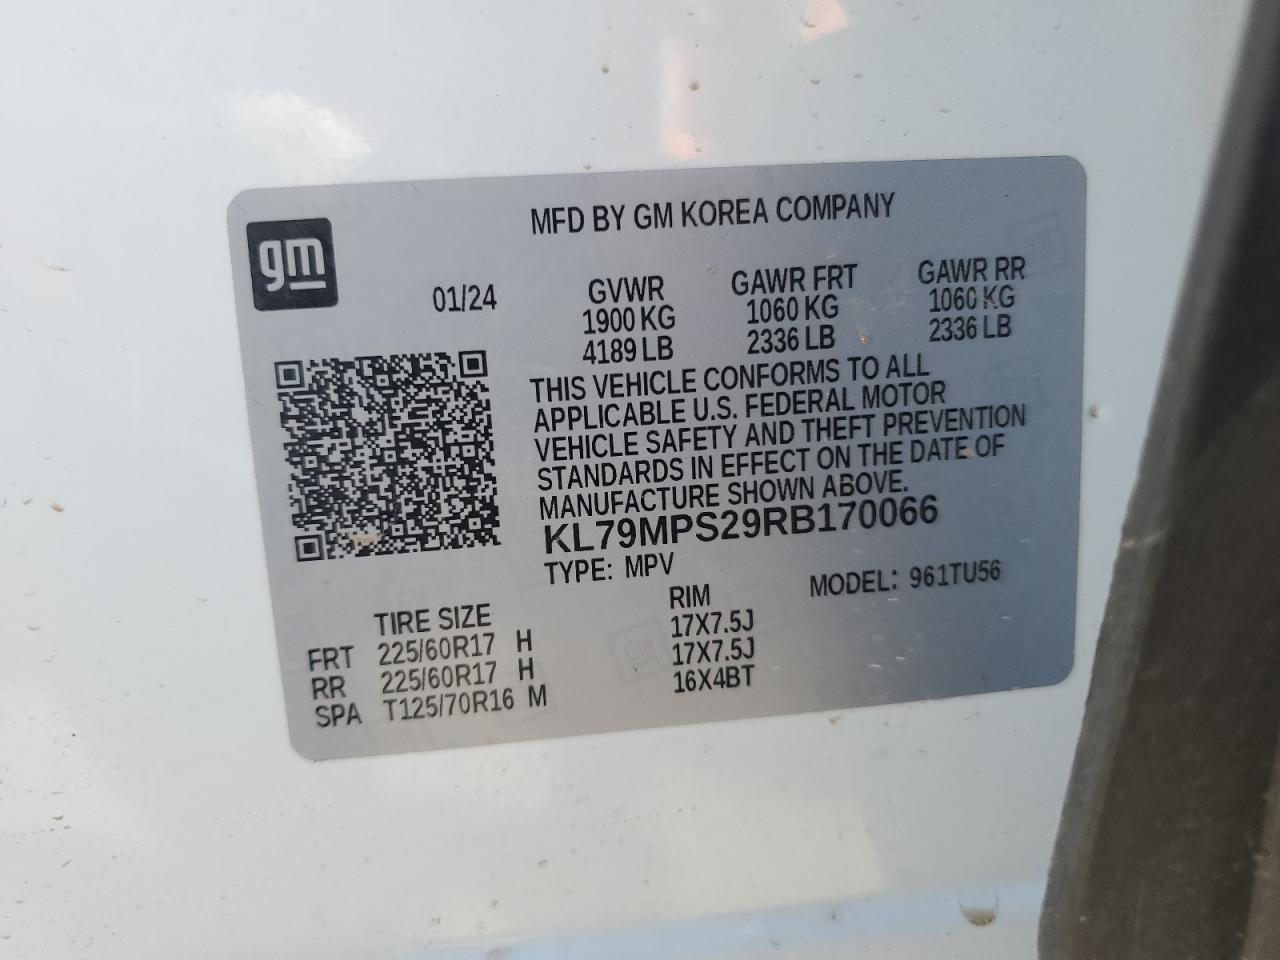 gm
MFD BY GM KOREA COMPANY
01/24
GVWR GAWR FRT GAWR RR
1900 KG 1060 KG 1060 KG
4189 LB 2336 LB 2336 LB
THIS VEHICLE CONFORMS TO ALL
APPLICABLE U.S. FEDERAL MOTOR
VEHICLE SAFETY AND THEFT PREVENTION
STANDARDS IN EFFECT ON THE DATE OF
MANUFACTURE SHOWN ABOVE.
KL79MPS29RB170066
TYPE: MPV MODEL: 961TU56
TIRE SIZE RIM
FRT 225/60R17 H 17X7.5J
RR 225/60R17 H 17X7.5J
SPA T125/70R16 M 16X4BT